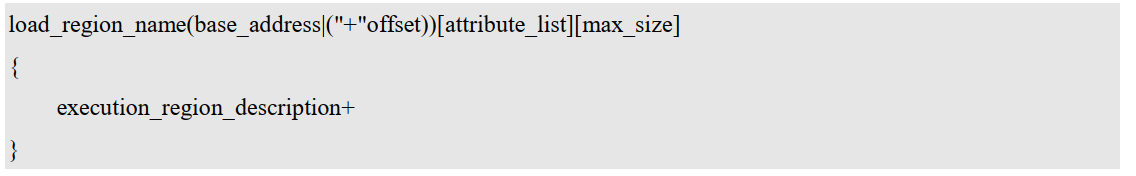 load_region_name(base_address|("+"offset))[attribute_list][max_size]
{
execution_region_description+
}